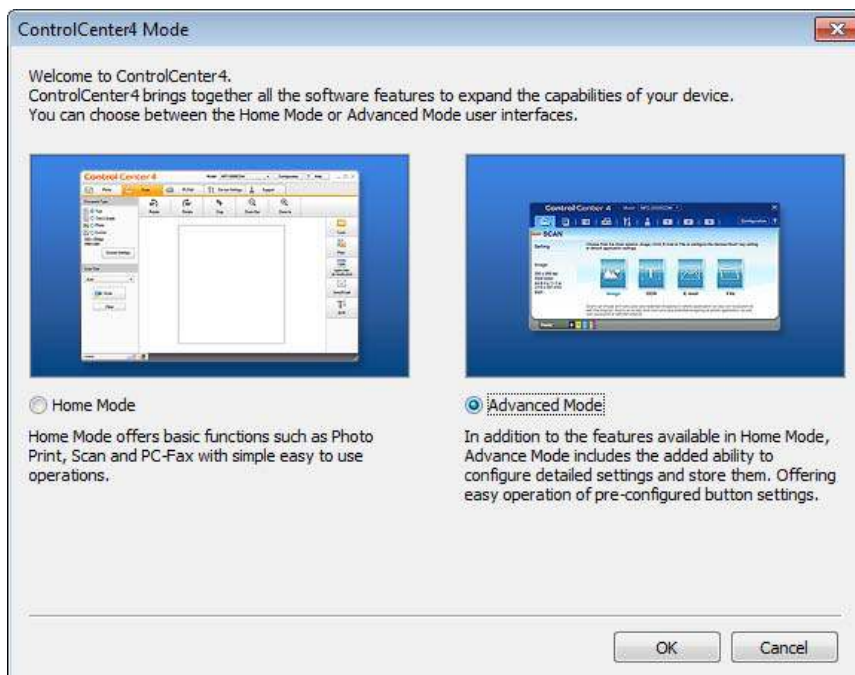 ControlCenter4 Mode
Welcome to ControlCenter4.
ControlCenter4 brings together all the software features to expand the capabilities of your device.
You can choose between the Home Mode or Advanced Mode user interfaces.
Control Center 4
Control Center 4
SCAN
Home Mode
Home Mode offers basic functions such as Photo
Print, Scan and PC-Fax with simple easy to use
operations.
Advanced Mode
In addition to the features available in Home Mode,
Advance Mode includes the added ability to
configure detailed settings and store them. Offering
easy operation of pre-configured button settings.
OK
Cancel